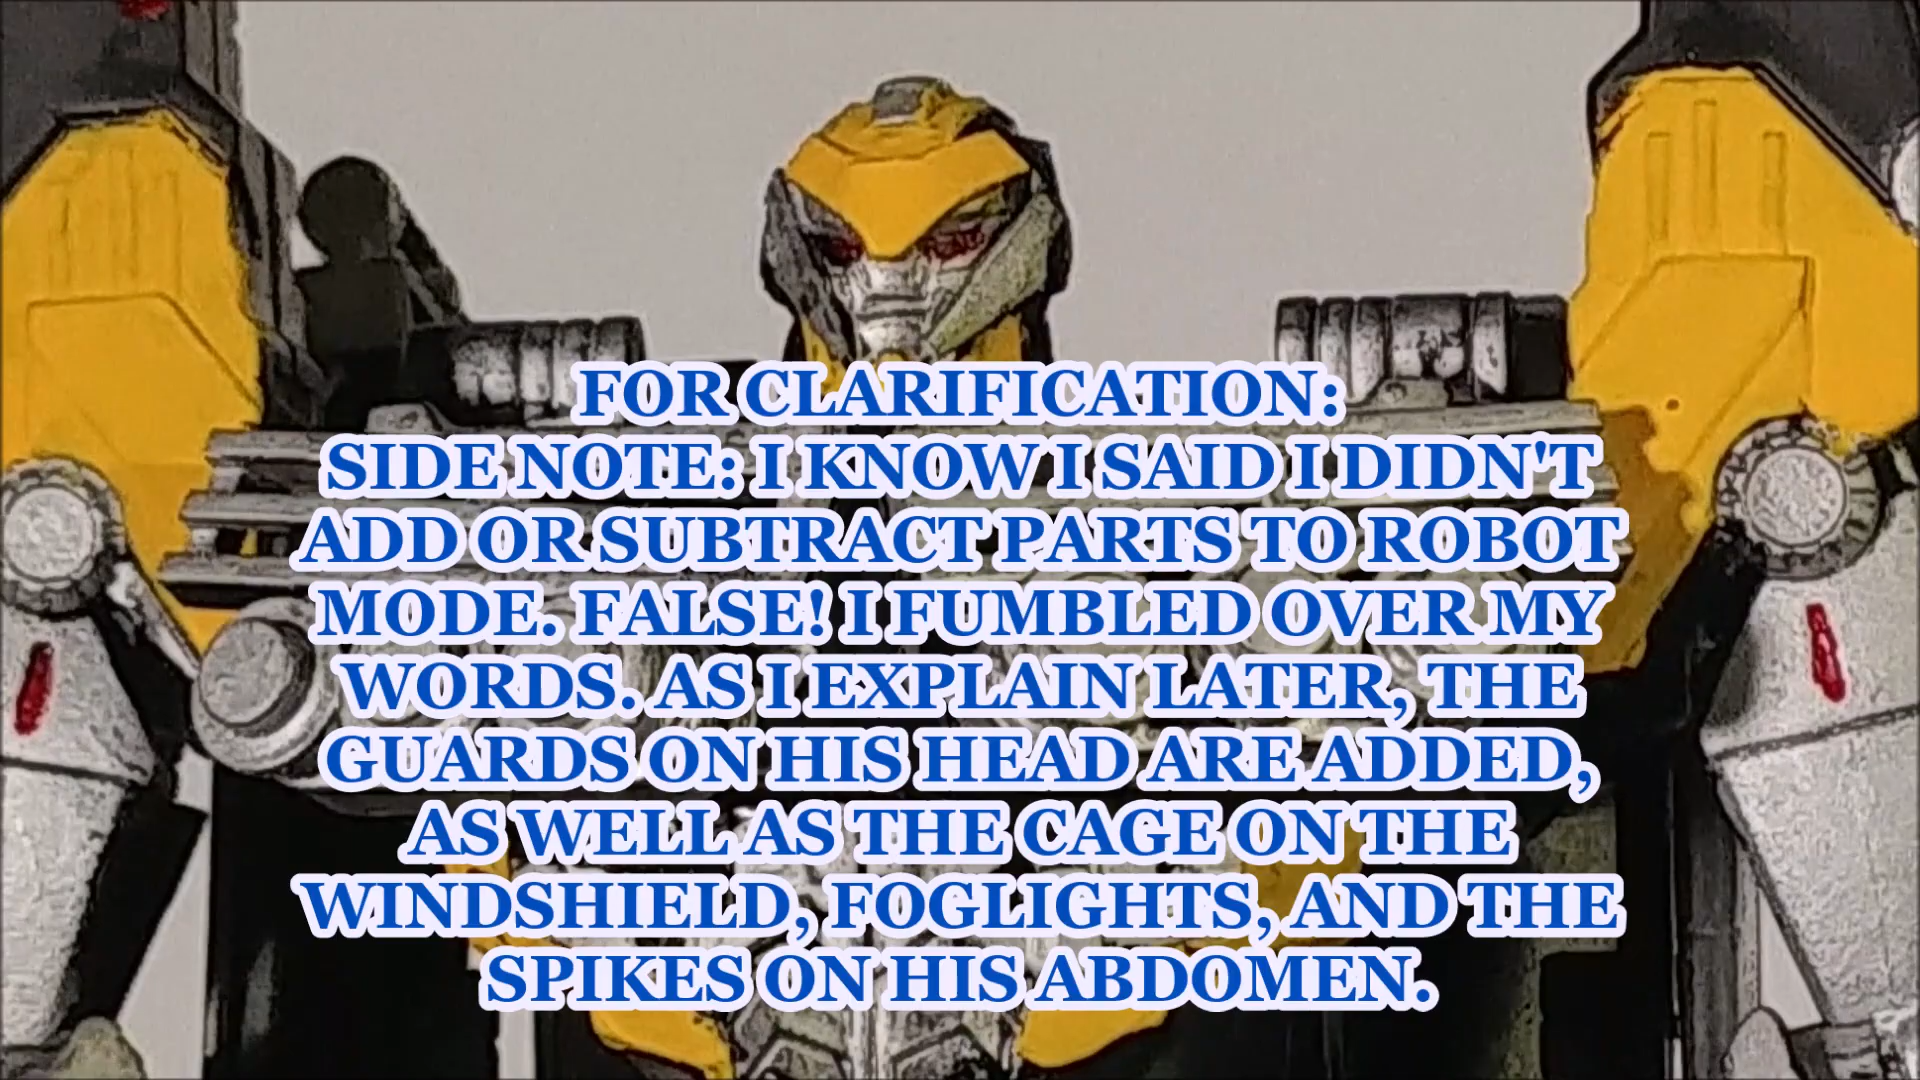 FOR CLARIFICATION:
SIDE NOTE: I KNOW I SAID I DIDN'T
ADD OR SUBTRACT PARTS TO ROBOT
MODE. FALSE! I FUMBLED OVER MY
WORDS. AS I EXPLAIN LATER, THE
GUARDS ON HIS HEAD ARE ADDED,
AS WELL AS THE CAGE ON THE
WINDSHIELD, FOGLIGHTS, AND THE
SPIKES ON HIS ABDOMEN.